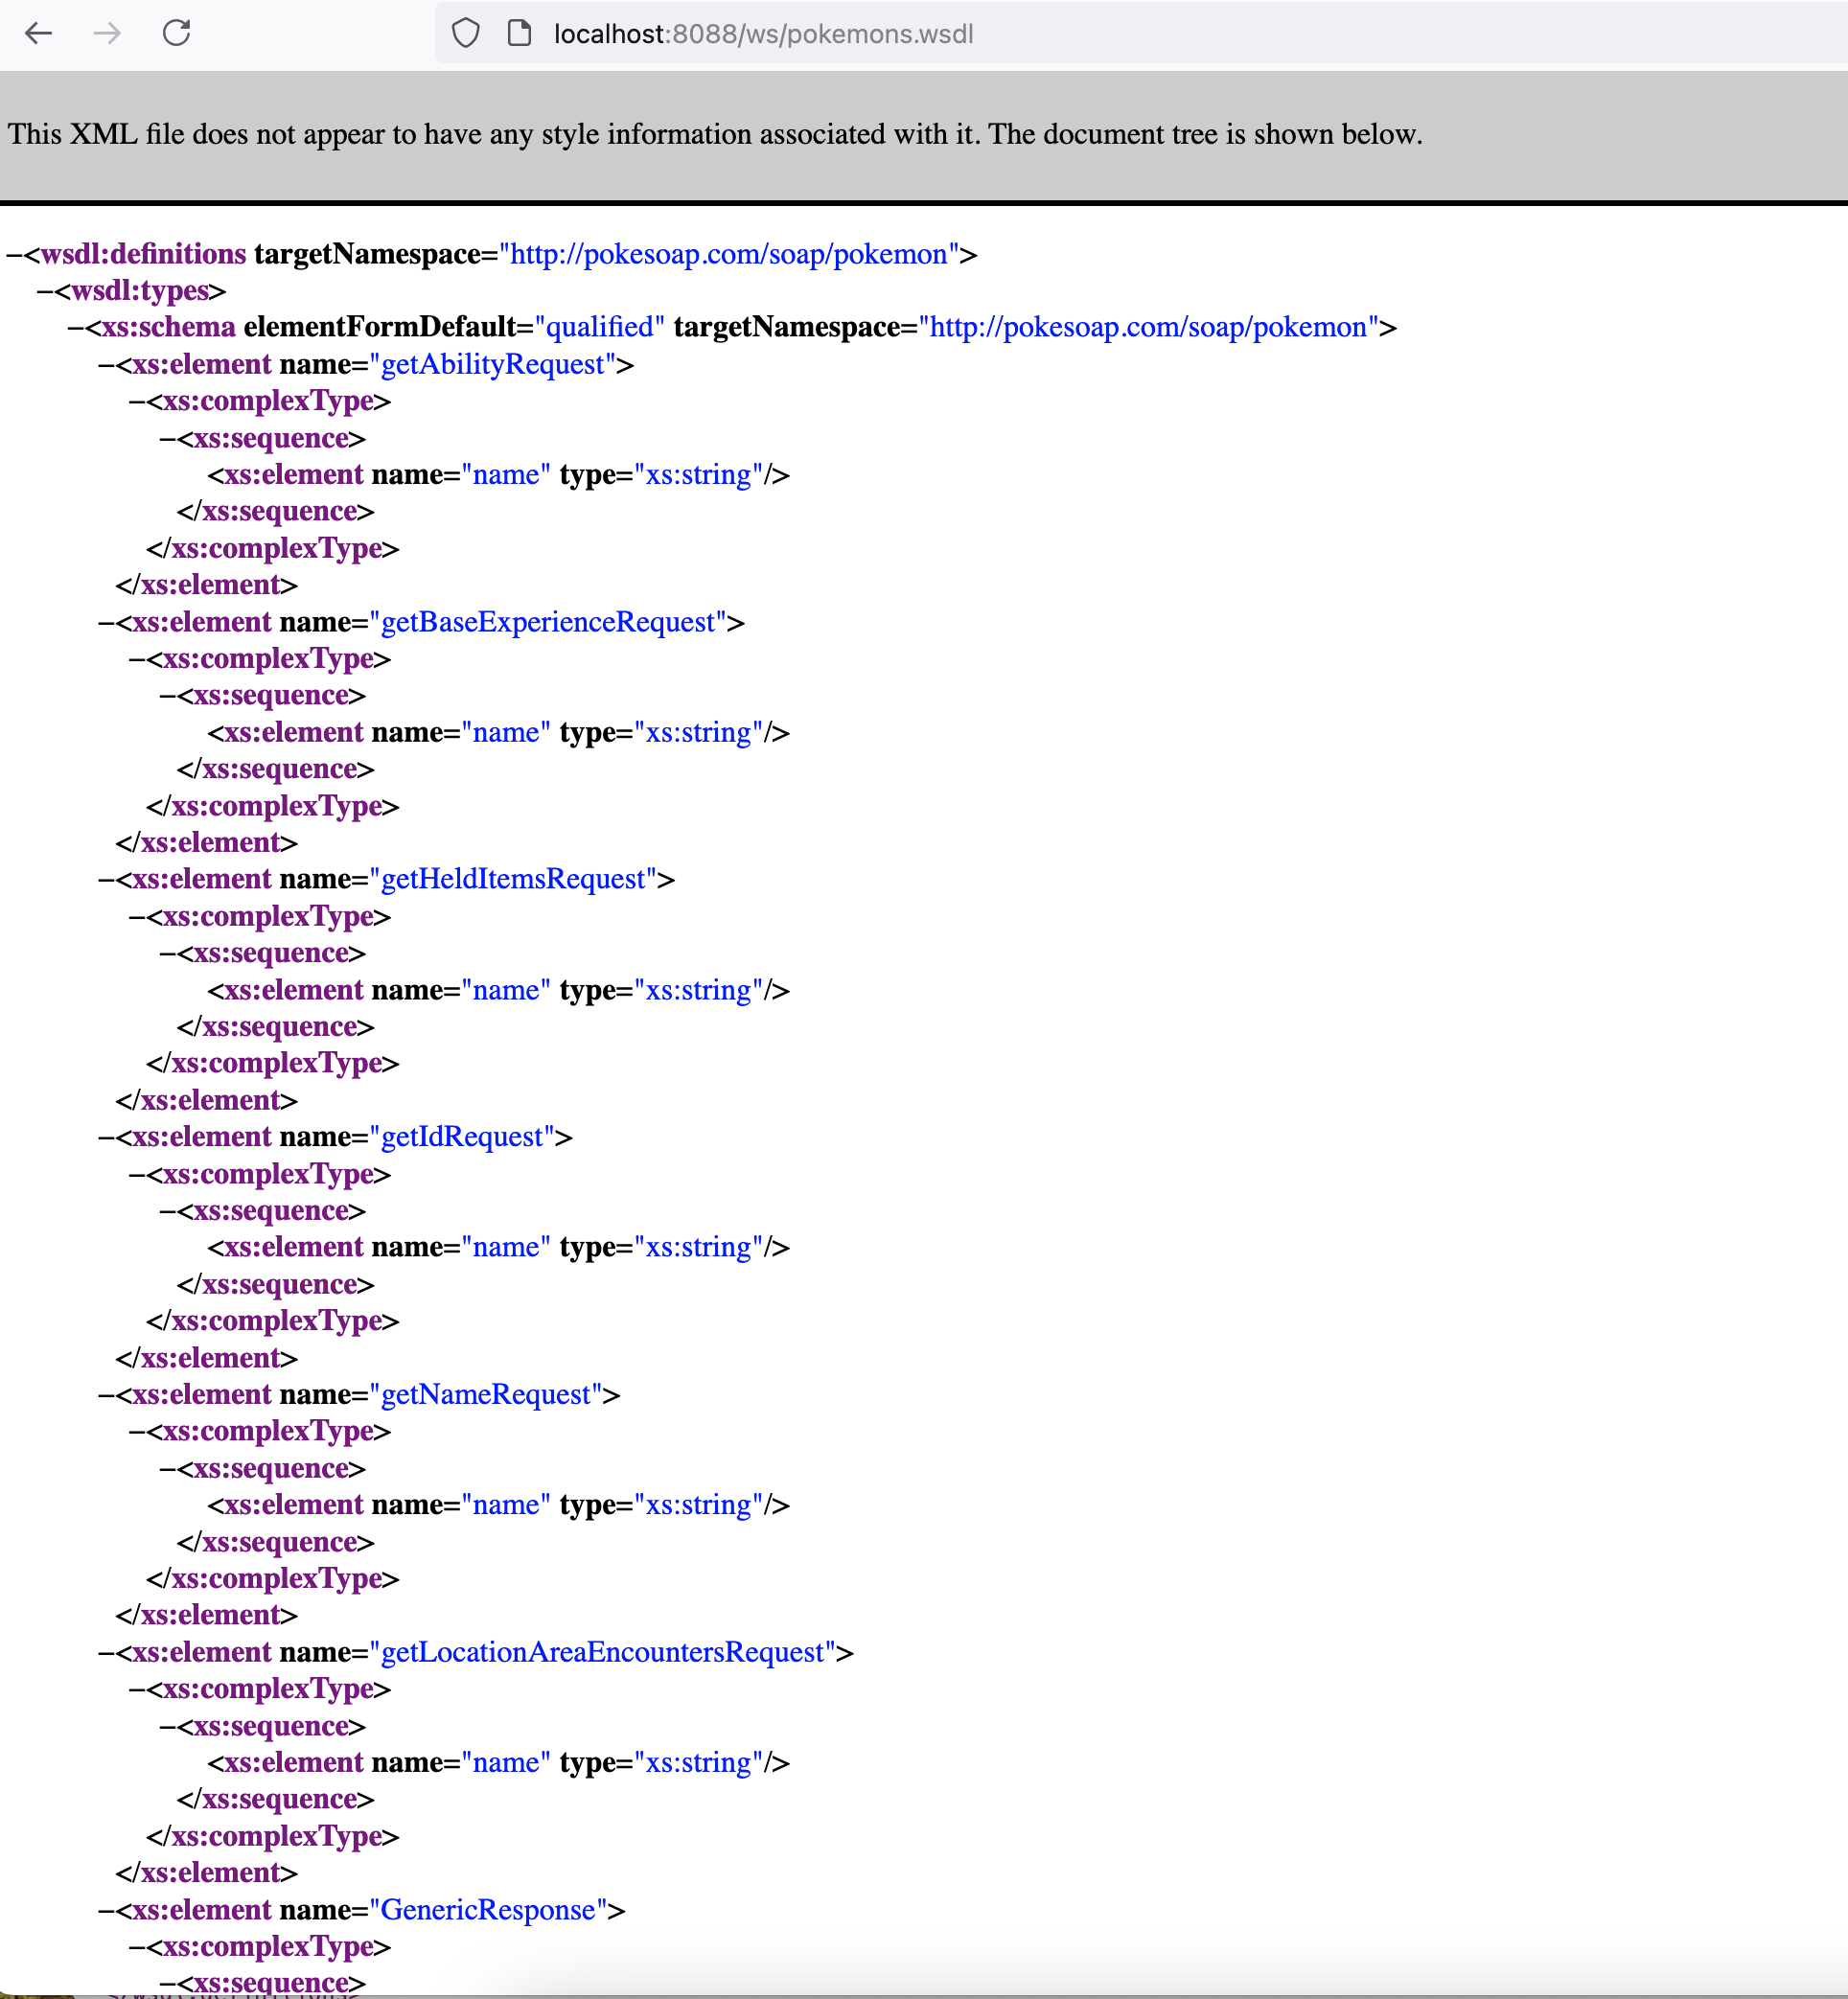 localhost:8088/ws/pokemons.wsdl
This XML file does not appear to have any style information associated with it. The document tree is shown below.
–<wsdl:definitions targetNamespace="http://pokesoap.com/soap/pokemon">
–<wsdl:types>
–<xs:schema elementFormDefault="qualified" targetNamespace="http://pokesoap.com/soap/pokemon">
–<xs:element name="getAbilityRequest">
–<xs:complexType>
–<xs:sequence>
<xs:element name="name" type="xs:string"/>
</xs:sequence>
</xs:complexType>
</xs:element>
–<xs:element name="getBaseExperienceRequest">
–<xs:complexType>
–<xs:sequence>
<xs:element name="name" type="xs:string"/>
</xs:sequence>
</xs:complexType>
</xs:element>
–<xs:element name="getHeldItemsRequest">
–<xs:complexType>
–<xs:sequence>
<xs:element name="name" type="xs:string"/>
</xs:sequence>
</xs:complexType>
</xs:element>
–<xs:element name="getIdRequest">
–<xs:complexType>
–<xs:sequence>
<xs:element name="name" type="xs:string"/>
</xs:sequence>
</xs:complexType>
</xs:element>
–<xs:element name="getNameRequest">
–<xs:complexType>
–<xs:sequence>
<xs:element name="name" type="xs:string"/>
</xs:sequence>
</xs:complexType>
</xs:element>
–<xs:element name="getLocationAreaEncountersRequest">
–<xs:complexType>
–<xs:sequence>
<xs:element name="name" type="xs:string"/>
</xs:sequence>
</xs:complexType>
</xs:element>
–<xs:element name="GenericResponse">
–<xs:complexType>
–<xs:sequence>